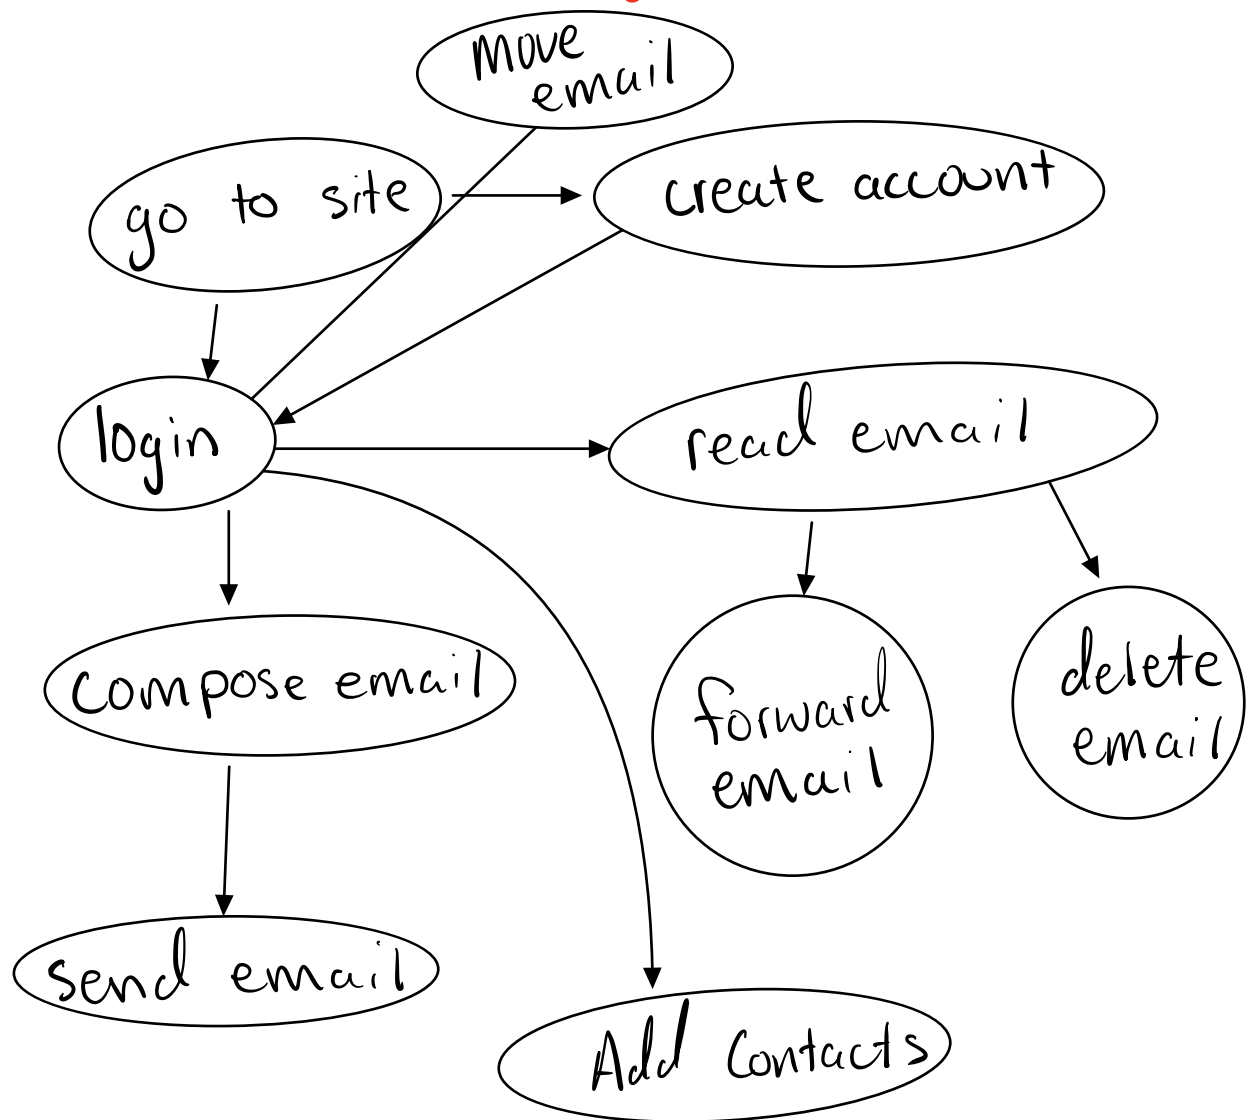 move
email
go to site
create account
login
read email
compose email
forward
email
delete
email
send email
Add Contacts